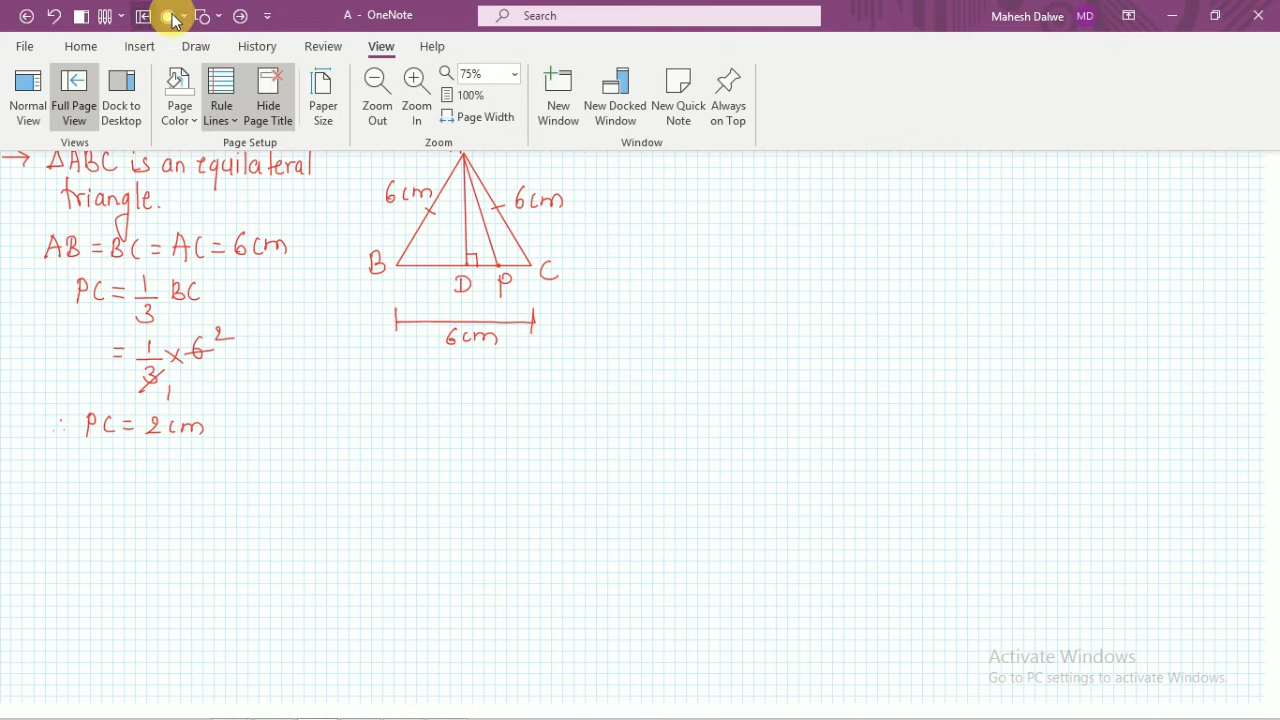 A - OneNote
Search
Mahesh Dalwe
MD
File Home Insert Draw History Review View Help
Normal View
Full Page View
Dock to Desktop
Views
Page Color
Rule Lines
Hide Page Title
Paper Size
Page Setup
Zoom Out
Zoom In
75%
100%
Page Width
Zoom
New Window
New Docked Window
New Quick Note
Always on Top
Window
→ ΔABC is an equilateral
triangle.
AB = BC = AC = 6cm
PC = 1/3 BC
= 1/3 × 6 2
1
∴ PC = 2cm
6cm
6cm
B
D
P
C
6cm
Activate Windows
Go to PC settings to activate Windows.